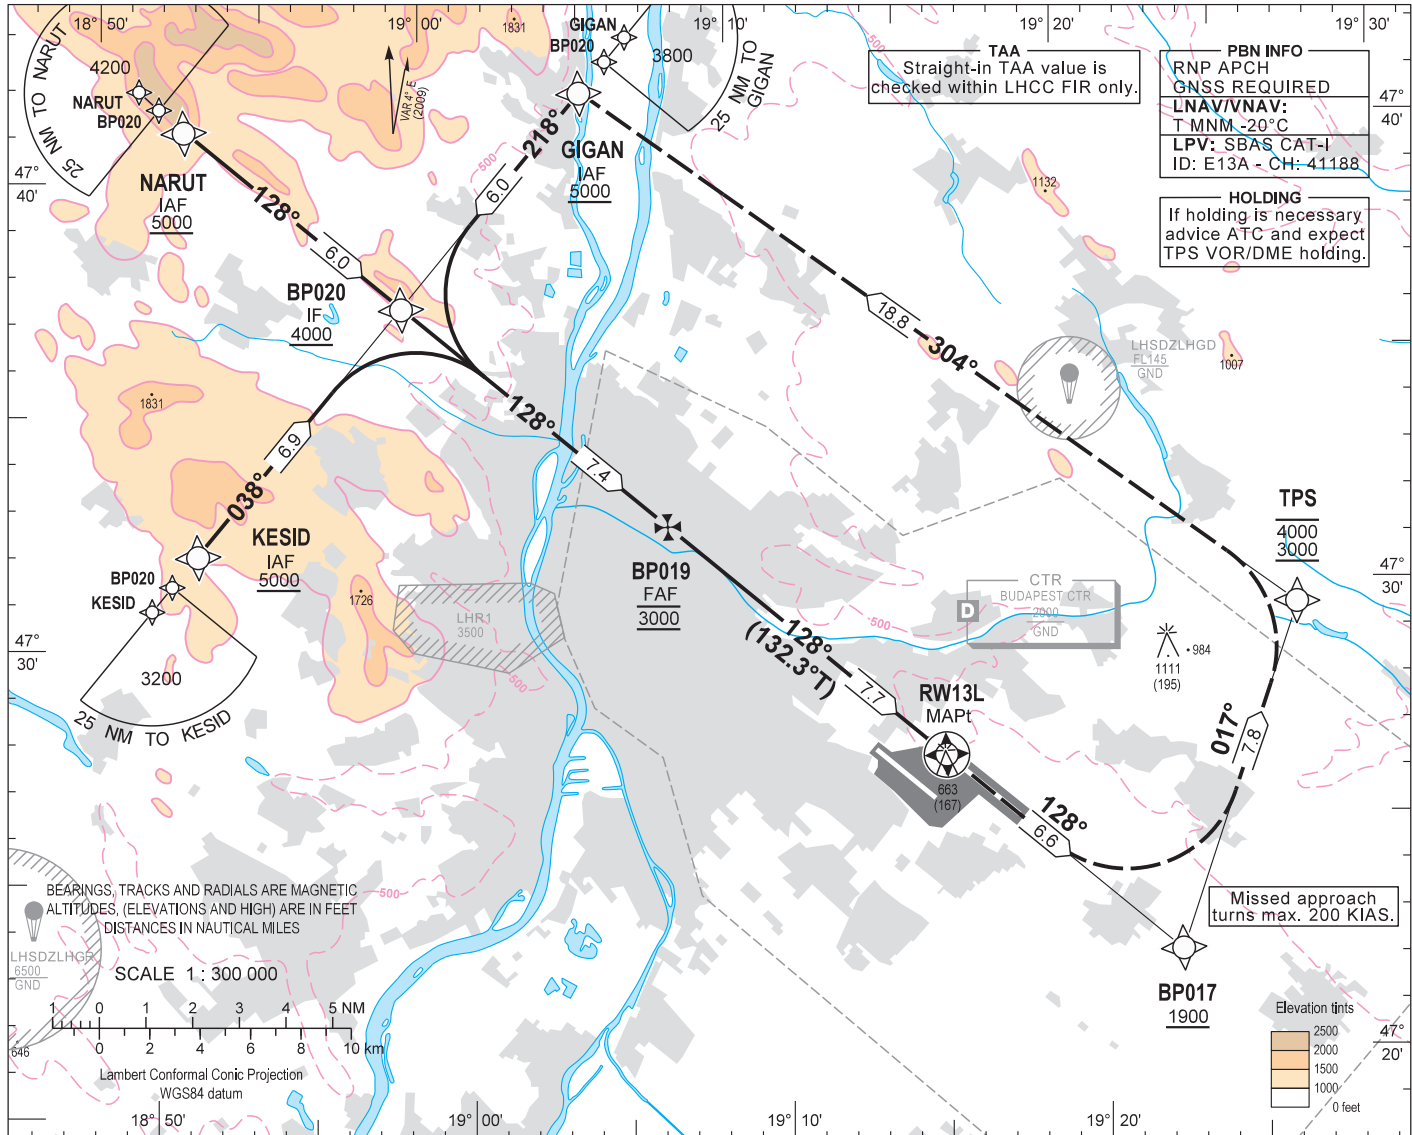 18° 50'
19° 00'
19° 10'
19° 20'
19° 30'
1831
GIGAN
BP020
3800
25 NM TO GIGAN
25 NM TO NARUT
4200
NARUT
BP020
VAR 4° E
(2009)
500
TAA
Straight-in TAA value is
checked within LHCC FIR only.
PBN INFO
RNP APCH
GNSS REQUIRED
LNAV/VNAV:
T MNM -20°C
LPV: SBAS CAT-I
ID: E13A - CH: 41188
47°
40'
HOLDING
If holding is necessary
advice ATC and expect
TPS VOR/DME holding.
47°
40'
NARUT
IAF
5000
128°
6.0
218°
6.0
500
GIGAN
IAF
5000
1132
BP020
IF
4000
18.8
304°
LHSDZLHGD
FL145
GND
1007
1831
6.9
038°
128°
7.4
KESID
IAF
5000
BP020
KESID
3200
25 NM TO KESID
1726
LHR1
3500
500
BP019
FAF
3000
TPS
4000
3000
47°
30'
47°
30'
CTR
BUDAPEST CTR
D
2000
GND
500
984
1111
(195)
128°
(132.3°T)
7.7
RW13L
MAPt
663
(167)
017°
7.8
128°
6.6
500
Missed approach
turns max. 200 KIAS.
BP017
1900
BEARINGS, TRACKS AND RADIALS ARE MAGNETIC
ALTITUDES, (ELEVATIONS AND HIGH) ARE IN FEET
DISTANCES IN NAUTICAL MILES
LHSDZLHGR
6500
GND
SCALE 1 : 300 000
1 0 1 2 3 4 5 NM
0 2 4 6 8 10 km
646
Lambert Conformal Conic Projection
WGS84 datum
Elevation tints
2500
2000
1500
1000
0 feet
47°
20'
18° 50'
19° 00'
19° 10'
19° 20'